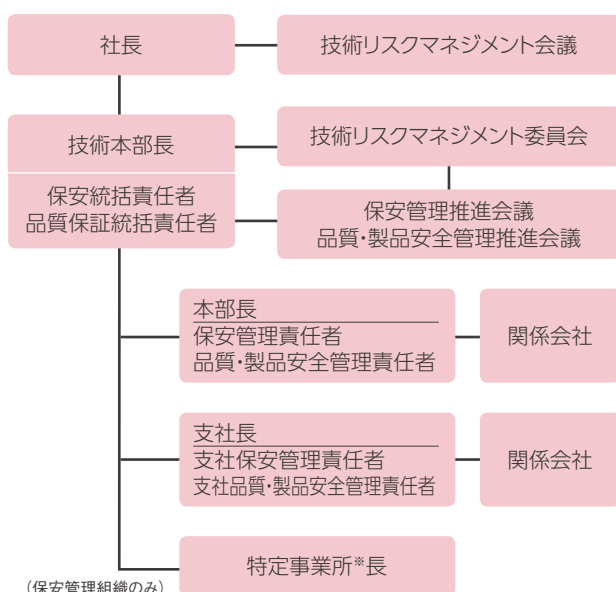 社長
技術リスクマネジメント会議
技術本部長
技術リスクマネジメント委員会
保安統括責任者
品質保証統括責任者
保安管理推進会議
品質・製品安全管理推進会議
本部長
保安管理責任者
品質・製品安全管理責任者
関係会社
支社長
支社保安管理責任者
支社品質・製品安全管理責任者
関係会社
特定事業所※長
(保安管理組織のみ)